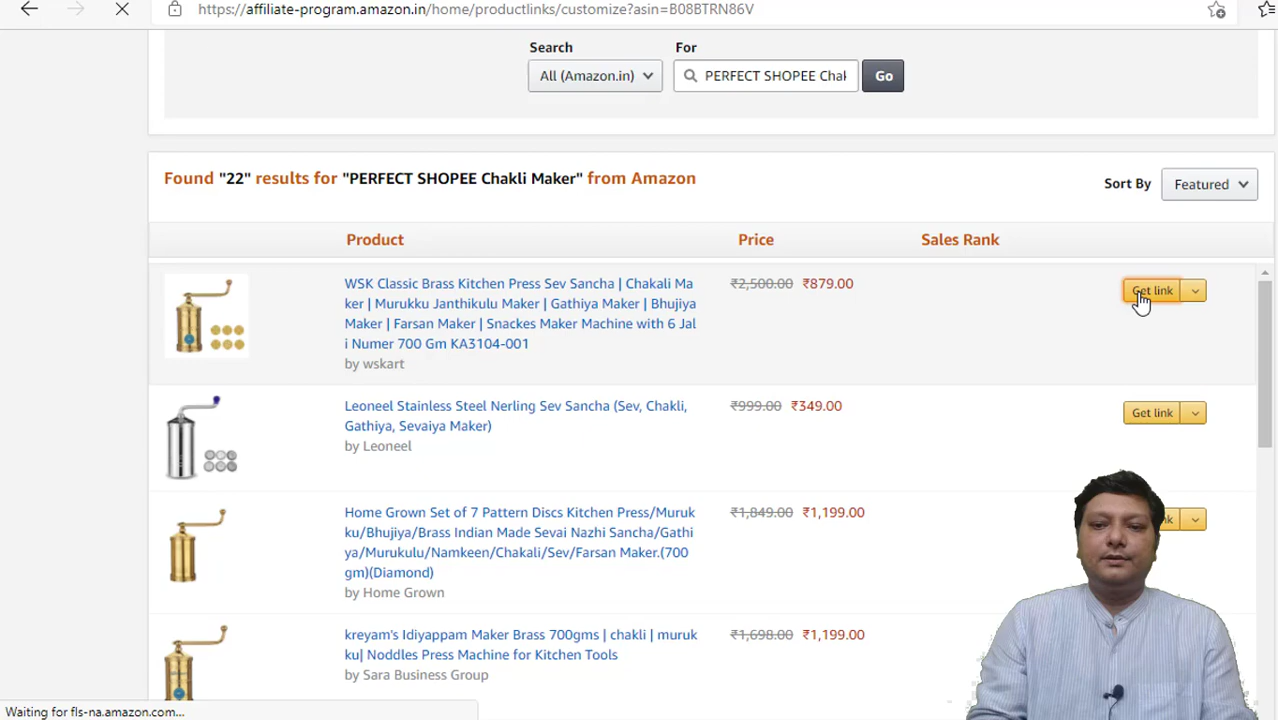 https://affiliate-program.amazon.in/home/productlinks/customize?asin=B08BTRN86V
Search For
All (Amazon.in) PERFECT SHOPEE Chakl Go
Found "22" results for "PERFECT SHOPEE Chakli Maker" from Amazon
Sort By Featured
Product Price Sales Rank
WSK Classic Brass Kitchen Press Sev Sancha | Chakali Ma ₹2,500.00 ₹879.00 Get link
ker | Murukku Janthikulu Maker | Gathiya Maker | Bhujiya
Maker | Farsan Maker | Snackes Maker Machine with 6 Jal
i Numer 700 Gm KA3104-001
by wskart
Leoneel Stainless Steel Nerling Sev Sancha (Sev, Chakli, ₹999.00 ₹349.00 Get link
Gathiya, Sevaiya Maker)
by Leoneel
Home Grown Set of 7 Pattern Discs Kitchen Press/Muruk ₹1,849.00 ₹1,199.00
ku/Bhujiya/Brass Indian Made Sevai Nazhi Sancha/Gathi
ya/Murukulu/Namkeen/Chakali/Sev/Farsan Maker.(700
gm)(Diamond)
by Home Grown
kreyam's Idiyappam Maker Brass 700gms | chakli | muruk ₹1,698.00 ₹1,199.00
ku| Noddles Press Machine for Kitchen Tools
by Sara Business Group
Waiting for fls-na.amazon.com...